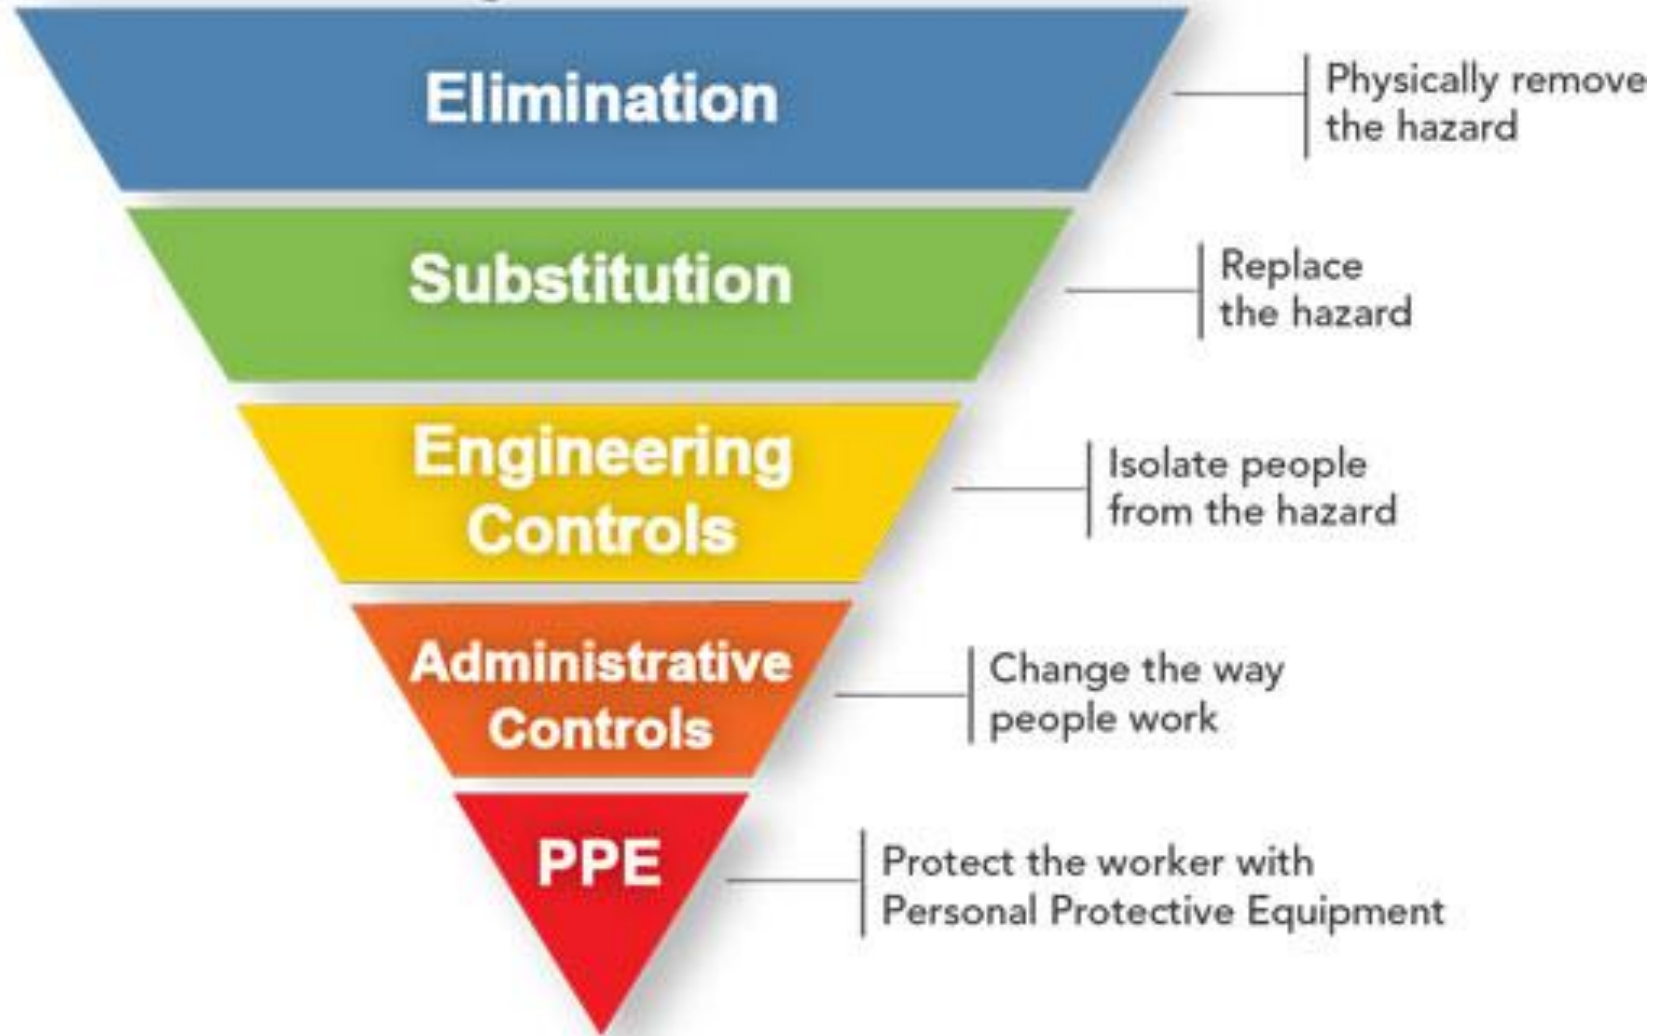 Elimination
Physically remove
the hazard
Substitution
Replace
the hazard
Engineering
Controls
Isolate people
from the hazard
Administrative
Controls
Change the way
people work
PPE
Protect the worker with
Personal Protective Equipment